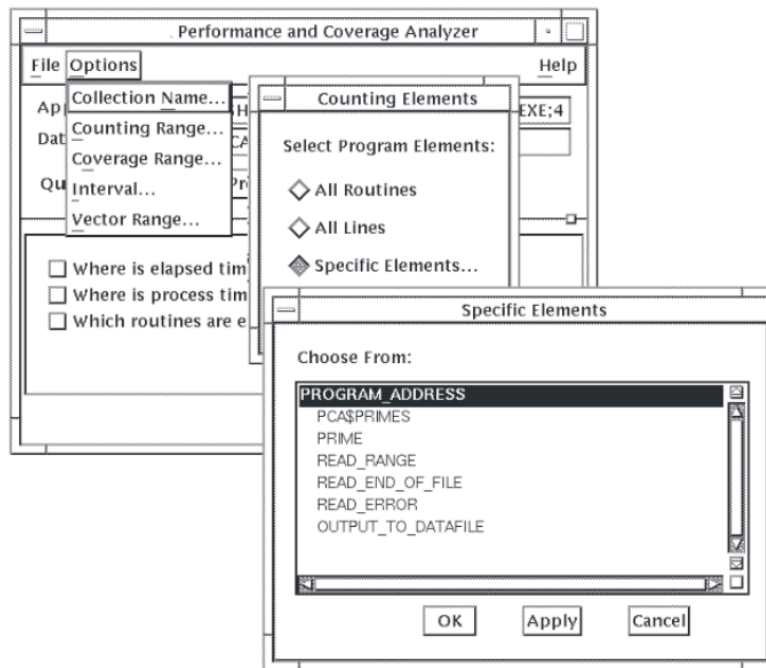 Performance and Coverage Analyzer
File Options Help
Collection Name...
Counting Range...
Coverage Range...
Interval...
Vector Range...
EXE;4
Where is elapsed tim
Where is process tim
Which routines are e
Counting Elements
Select Program Elements:
All Routines
All Lines
Specific Elements...
Specific Elements
Choose From:
PROGRAM_ADDRESS
PCA$PRIMES
PRIME
READ_RANGE
READ_END_OF_FILE
READ_ERROR
OUTPUT_TO_DATAFILE
OK Apply Cancel